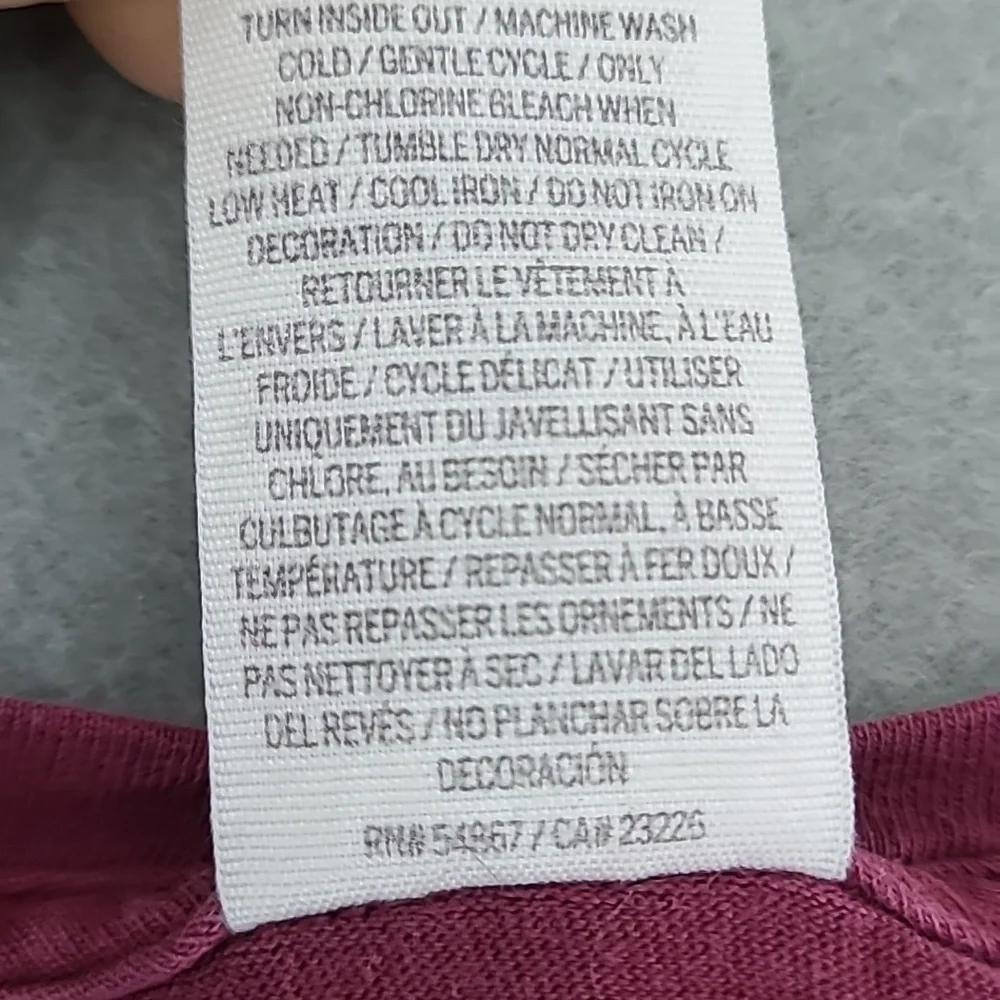 TURN INSIDE OUT / MACHINE WASH
COLD / GENTLE CYCLE / ONLY
NON-CHLORINE BLEACH WHEN
NEEDED / TUMBLE DRY NORMAL CYCLE
LOW HEAT / COOL IRON / DO NOT IRON ON
DECORATION / DO NOT DRY CLEAN /
RETOURNER LE VÊTEMENT À
L'ENVERS / LAVER À LA MACHINE, À L'EAU
FROIDE / CYCLE DÉLICAT / UTILISER
UNIQUEMENT DU JAVELLISANT SANS
CHLORE, AU BESOIN / SÉCHER PAR
CULBUTAGE À CYCLE NORMAL, À BASSE
TEMPÉRATURE / REPASSER À FER DOUX /
NE PAS REPASSER LES ORNEMENTS / NE
PAS NETTOYER À SEC / LAVAR DEL LADO
DEL REVÉS / NO PLANCHAR SOBRE LA
DECORACIÓN
RN# 54867 / CA# 23226